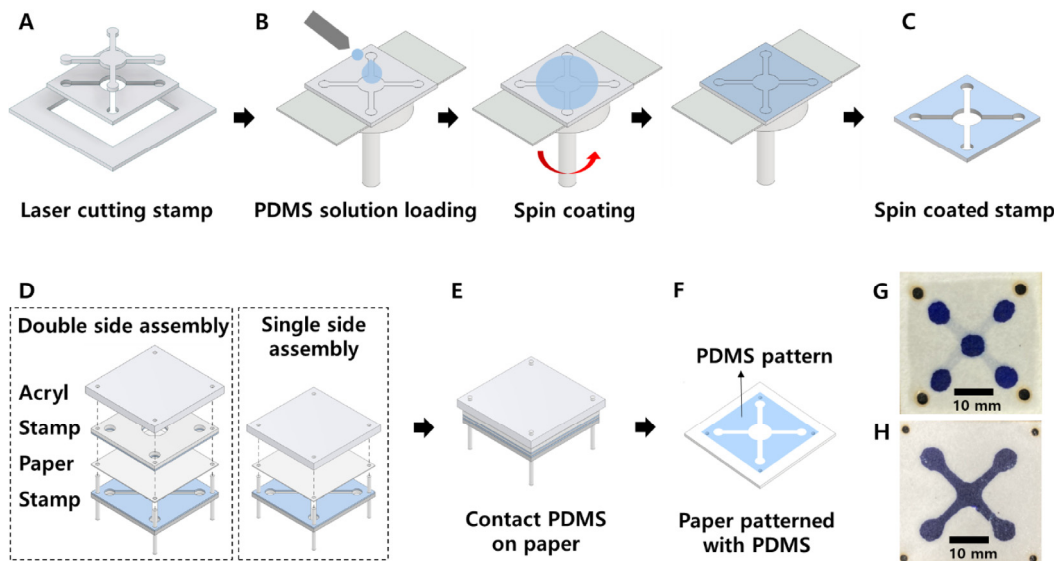 A
B
C
Laser cutting stamp
PDMS solution loading
Spin coating
Spin coated stamp
D
Double side assembly
Single side
assembly
Acryl
Stamp
Paper
Stamp
E
Contact PDMS
on paper
F
PDMS pattern
Paper patterned
with PDMS
G
10 mm
H
10 mm